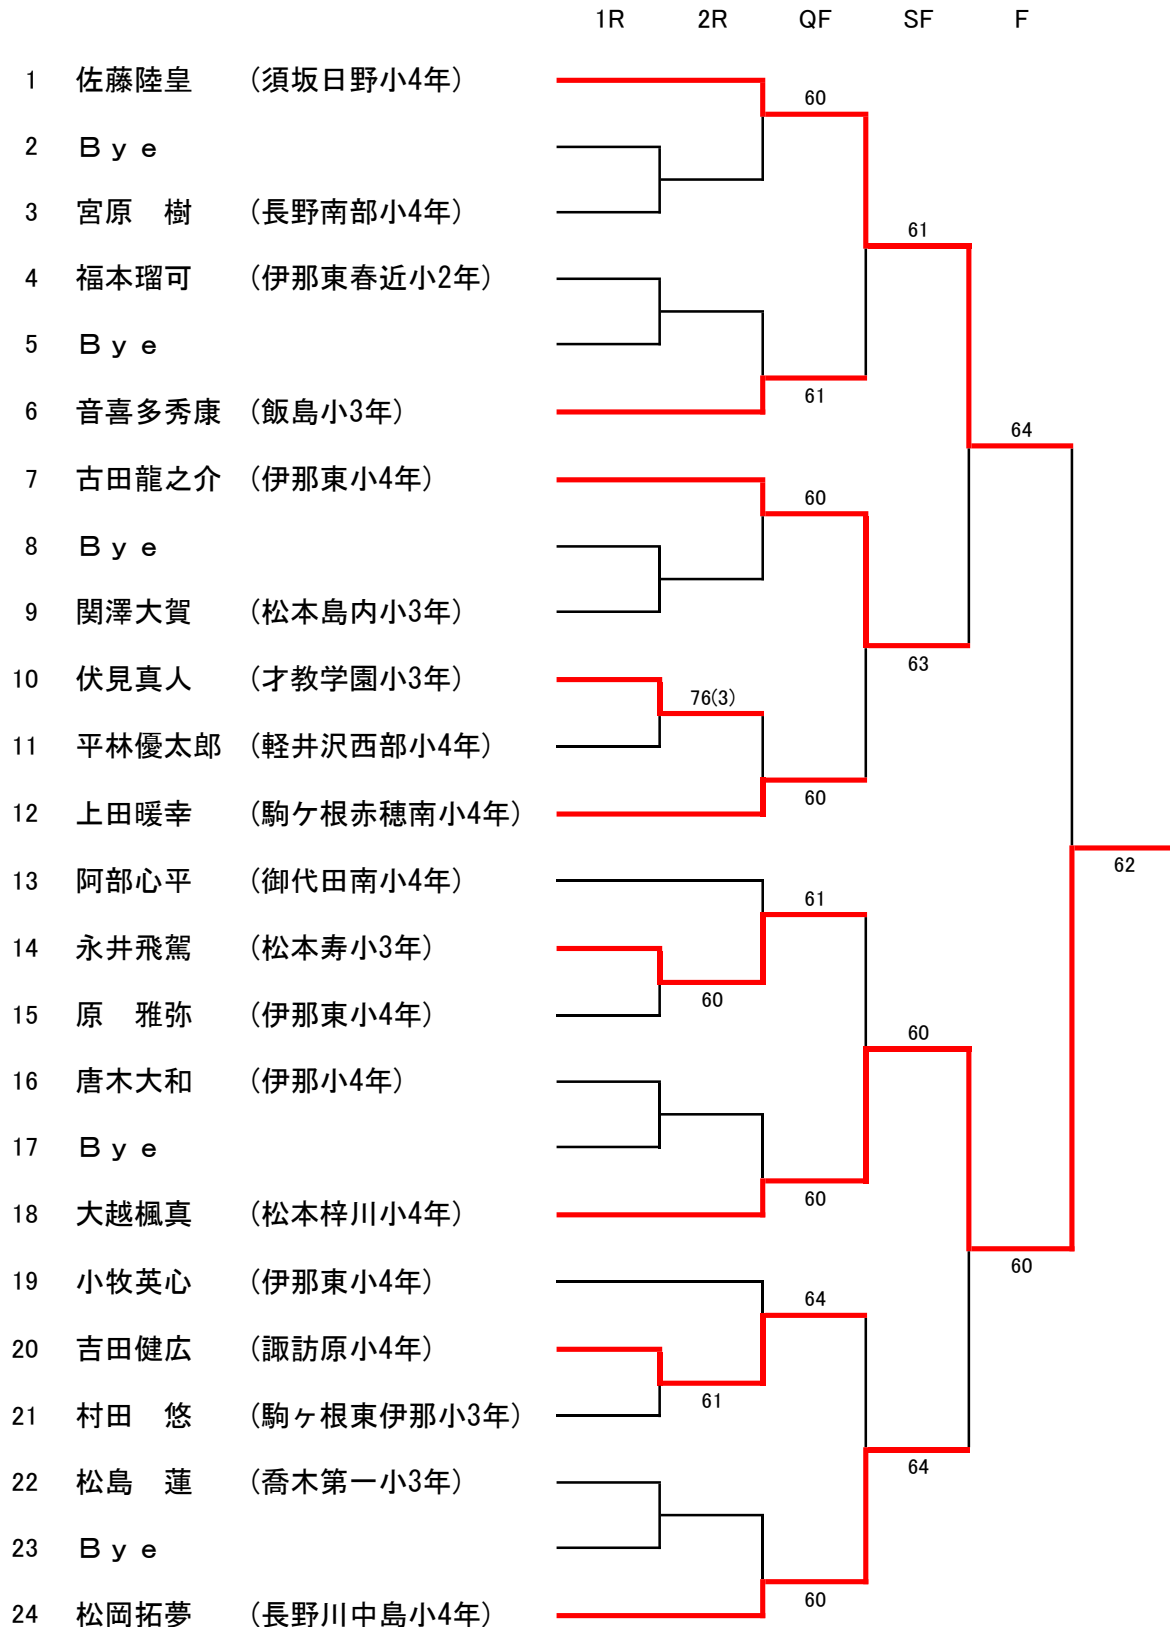 1R 2R QF SF F
1 佐藤陸皇 (須坂日野小4年)
60
2 Ｂｙｅ
3 宮原　樹 (長野南部小4年)
61
4 福本瑠可 (伊那東春近小2年)
5 Ｂｙｅ
61
6 音喜多秀康 (飯島小3年)
64
7 古田龍之介 (伊那東小4年)
60
8 Ｂｙｅ
9 関澤大賀 (松本島内小3年)
63
10 伏見真人 (才教学園小3年)
76(3)
11 平林優太郎 (軽井沢西部小4年)
60
12 上田暖幸 (駒ケ根赤穂南小4年)
62
13 阿部心平 (御代田南小4年)
61
14 永井飛駕 (松本寿小3年)
60
15 原　雅弥 (伊那東小4年)
60
16 唐木大和 (伊那小4年)
17 Ｂｙｅ
60
18 大越楓真 (松本梓川小4年)
60
19 小牧英心 (伊那東小4年)
64
20 吉田健広 (諏訪原小4年)
61
21 村田　悠 (駒ヶ根東伊那小3年)
64
22 松島　蓮 (喬木第一小3年)
23 Ｂｙｅ
60
24 松岡拓夢 (長野川中島小4年)